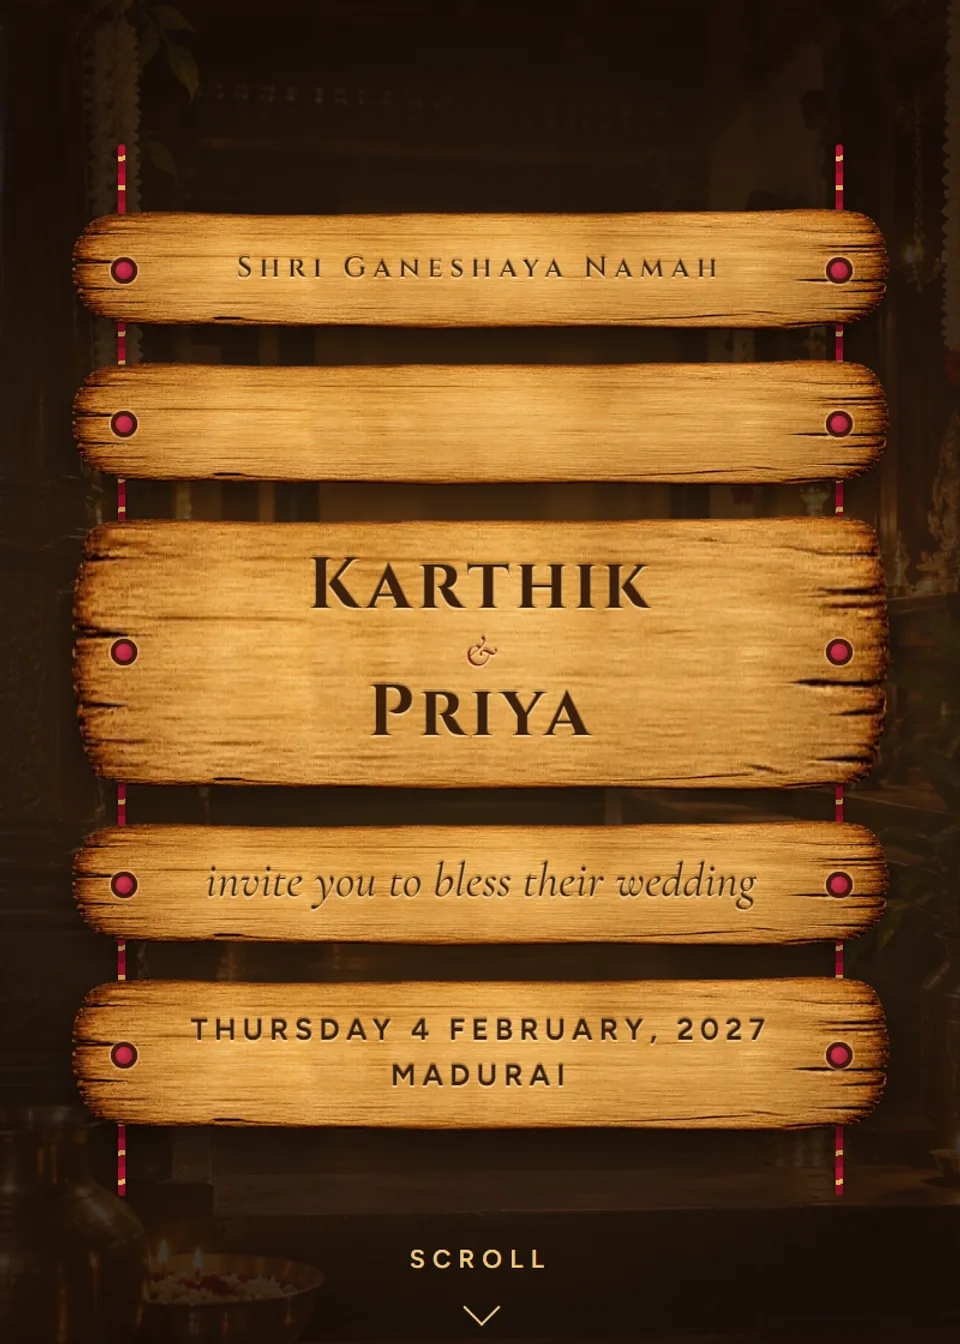 Shri Ganeshaya Namah
Karthik
&
Priya
invite you to bless their wedding
THURSDAY 4 FEBRUARY, 2027
MADURAI
SCROLL